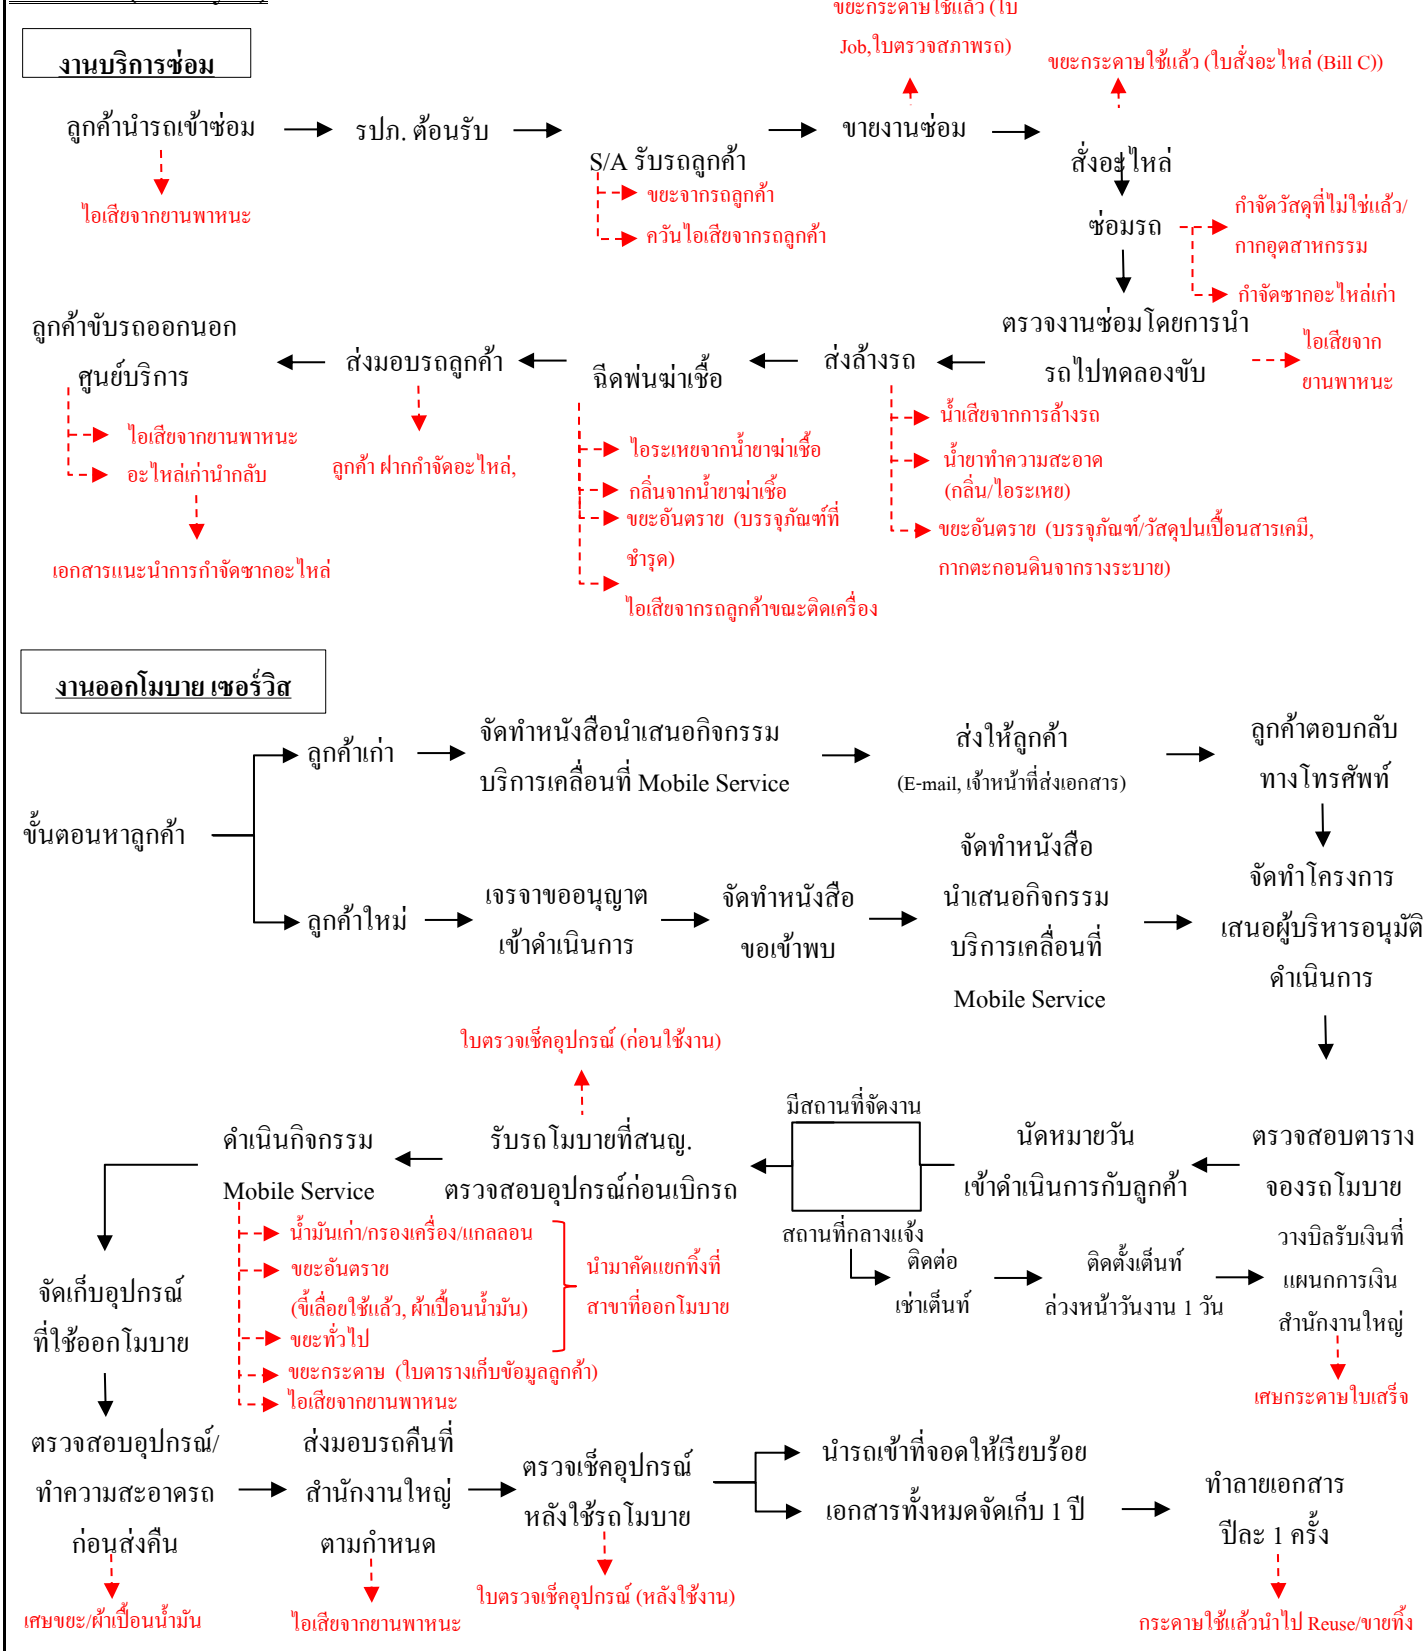 ขยะกระดาษใช้แล้ว (ใบ
Job,ใบตรวจสภาพรถ)
งานบริการซ่อม
ขยะกระดาษใช้แล้ว (ใบสั่งอะไหล่ (Bill C))
ลูกค้านำรถเข้าซ่อม
รปภ. ต้อนรับ
S/A รับรถลูกค้า
ขายงานซ่อม
สั่งอะไหล่
ไอเสียจากยานพาหนะ
ขยะจากรถลูกค้า
ควันไอเสียจากรถลูกค้า
ซ่อมรถ
กำจัดวัสดุที่ไม่ใช่แล้ว/
กากอุตสาหกรรม
กำจัดซากอะไหล่เก่า
ตรวจงานซ่อมโดยการนำ
รถไปทดลองขับ
ไอเสียจาก
ยานพาหนะ
ส่งล้างรถ
ฉีดพ่นฆ่าเชื้อ
ส่งมอบรถลูกค้า
ลูกค้าขับรถออกนอก
ศูนย์บริการ
น้ำเสียจากการล้างรถ
น้ำยาทำความสะอาด
(กลิ่น/ไอระเหย)
ขยะอันตราย (บรรจุภัณฑ์/วัสดุปนเปื้อนสารเคมี,
กากตะกอนดินจากรางระบาย)
ไอระเหยจากน้ำยาฆ่าเชื้อ
กลิ่นจากน้ำยาฆ่าเชื้อ
ขยะอันตราย (บรรจุภัณฑ์ที่
ชำรุด)
ไอเสียจากรถลูกค้าขณะติดเครื่อง
ลูกค้า ฝากกำจัดอะไหล่,
ไอเสียจากยานพาหนะ
อะไหล่เก่านำกลับ
เอกสารแนะนำการกำจัดซากอะไหล่
งานออกโมบาย เซอร์วิส
ขั้นตอนหาลูกค้า
ลูกค้าเก่า
จัดทำหนังสือนำเสนอกิจกรรม
บริการเคลื่อนที่ Mobile Service
ส่งให้ลูกค้า
(E-mail, เจ้าหน้าที่ส่งเอกสาร)
ลูกค้าตอบกลับ
ทางโทรศัพท์
ลูกค้าใหม่
เจรจาขออนุญาต
เข้าดำเนินการ
จัดทำหนังสือ
ขอเข้าพบ
จัดทำหนังสือ
นำเสนอกิจกรรม
บริการเคลื่อนที่
Mobile Service
จัดทำโครงการ
เสนอผู้บริหารอนุมัติ
ดำเนินการ
ตรวจสอบตาราง
จองรถโมบาย
นัดหมายวัน
เข้าดำเนินการกับลูกค้า
มีสถานที่จัดงาน
สถานที่กลางแจ้ง
ติดต่อ
เช่าเต็นท์
ติดตั้งเต็นท์
ล่วงหน้าวันงาน 1 วัน
วางบิลรับเงินที่
แผนกการเงิน
สำนักงานใหญ่
เศษกระดาษใบเสร็จ
ใบตรวจเช็คอุปกรณ์ (ก่อนใช้งาน)
รับรถโมบายที่สนญ.
ตรวจสอบอุปกรณ์ก่อนเบิกรถ
ดำเนินกิจกรรม
Mobile Service
น้ำมันเก่า/กรองเครื่อง/แกลลอน
ขยะอันตราย
(ขี้เลื่อยใช้แล้ว, ผ้าเปื้อนน้ำมัน)
ขยะทั่วไป
นำมาคัดแยกทิ้งที่
สาขาที่ออกโมบาย
ขยะกระดาษ (ใบตารางเก็บข้อมูลลูกค้า)
ไอเสียจากยานพาหนะ
จัดเก็บอุปกรณ์
ที่ใช้ออกโมบาย
ตรวจสอบอุปกรณ์/
ทำความสะอาดรถ
ก่อนส่งคืน
เศษขยะ/ผ้าเปื้อนน้ำมัน
ส่งมอบรถคืนที่
สำนักงานใหญ่
ตามกำหนด
ไอเสียจากยานพาหนะ
ตรวจเช็คอุปกรณ์
หลังใช้รถโมบาย
ใบตรวจเช็คอุปกรณ์ (หลังใช้งาน)
นำรถเข้าที่จอดให้เรียบร้อย
เอกสารทั้งหมดจัดเก็บ 1 ปี
ทำลายเอกสาร
ปีละ 1 ครั้ง
กระดาษใช้แล้วนำไป Reuse/ขายทิ้ง